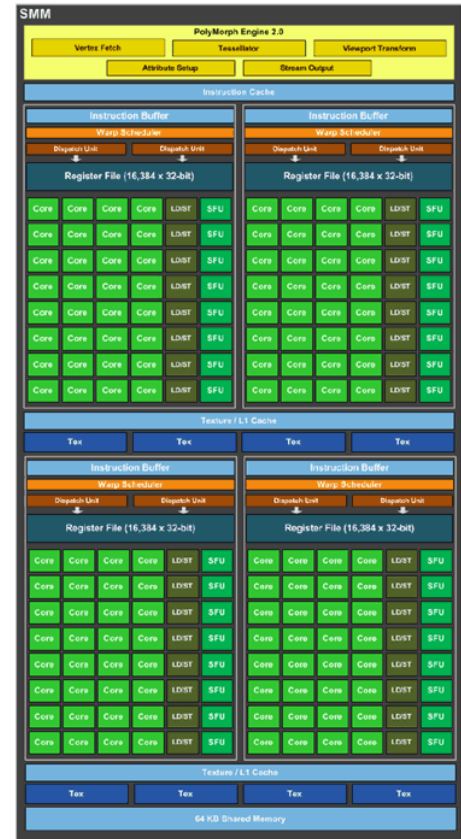 SMM
PolyMorph Engine 2.0
Vertex Fetch Tessellator Viewport Transform
Attribute Setup Stream Output
Instruction Cache
Instruction Buffer Instruction Buffer
Warp Scheduler Warp Scheduler
Dispatch Unit Dispatch Unit Dispatch Unit Dispatch Unit
Register File (16,384 x 32-bit) Register File (16,384 x 32-bit)
Core Core Core Core LD/ST SFU Core Core Core Core LD/ST SFU
Core Core Core Core LD/ST SFU Core Core Core Core LD/ST SFU
Core Core Core Core LD/ST SFU Core Core Core Core LD/ST SFU
Core Core Core Core LD/ST SFU Core Core Core Core LD/ST SFU
Core Core Core Core LD/ST SFU Core Core Core Core LD/ST SFU
Core Core Core Core LD/ST SFU Core Core Core Core LD/ST SFU
Core Core Core Core LD/ST SFU Core Core Core Core LD/ST SFU
Core Core Core Core LD/ST SFU Core Core Core Core LD/ST SFU
Texture / L1 Cache
Tex Tex Tex Tex
Instruction Buffer Instruction Buffer
Warp Scheduler Warp Scheduler
Dispatch Unit Dispatch Unit Dispatch Unit Dispatch Unit
Register File (16,384 x 32-bit) Register File (16,384 x 32-bit)
Core Core Core Core LD/ST SFU Core Core Core Core LD/ST SFU
Core Core Core Core LD/ST SFU Core Core Core Core LD/ST SFU
Core Core Core Core LD/ST SFU Core Core Core Core LD/ST SFU
Core Core Core Core LD/ST SFU Core Core Core Core LD/ST SFU
Core Core Core Core LD/ST SFU Core Core Core Core LD/ST SFU
Core Core Core Core LD/ST SFU Core Core Core Core LD/ST SFU
Core Core Core Core LD/ST SFU Core Core Core Core LD/ST SFU
Core Core Core Core LD/ST SFU Core Core Core Core LD/ST SFU
Texture / L1 Cache
Tex Tex Tex Tex
64 KB Shared Memory